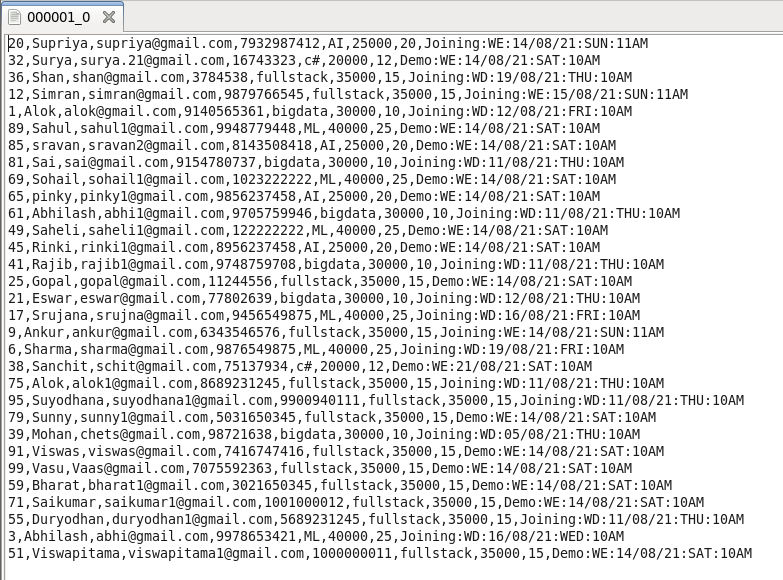 000001_0
20,Supriya,supriya@gmail.com,7932987412,AI,25000,20,Joining:WE:14/08/21:SUN:11AM
32,Surya,surya.21@gmail.com,16743323,c#,20000,12,Demo:WE:14/08/21:SAT:10AM
36,Shan,shan@gmail.com,3784538,fullstack,35000,15,Joining:WD:19/08/21:THU:10AM
12,Simran,simran@gmail.com,9879766545,fullstack,35000,15,Joining:WE:15/08/21:SUN:11AM
1,Alok,alok@gmail.com,9140565361,bigdata,30000,10,Joining:WD:12/08/21:FRI:10AM
89,Sahul,sahul1@gmail.com,9948779448,ML,40000,25,Demo:WE:14/08/21:SAT:10AM
85,sravan,sravan2@gmail.com,8143508418,AI,25000,20,Demo:WE:14/08/21:SAT:10AM
81,Sai,sai@gmail.com,9154780737,bigdata,30000,10,Joining:WD:11/08/21:THU:10AM
69,Sohail,sohail1@gmail.com,1023222222,ML,40000,25,Demo:WE:14/08/21:SAT:10AM
65,pinky,pinky1@gmail.com,9856237458,AI,25000,20,Demo:WE:14/08/21:SAT:10AM
61,Abhilash,abhi1@gmail.com,9705759946,bigdata,30000,10,Joining:WD:11/08/21:THU:10AM
49,Saheli,saheli1@gmail.com,122222222,ML,40000,25,Demo:WE:14/08/21:SAT:10AM
45,Rinki,rinki1@gmail.com,8956237458,AI,25000,20,Demo:WE:14/08/21:SAT:10AM
41,Rajib,rajib1@gmail.com,9748759708,bigdata,30000,10,Joining:WD:11/08/21:THU:10AM
25,Gopal,gopal@gmail.com,11244556,fullstack,35000,15,Demo:WE:14/08/21:SAT:10AM
21,Eswar,eswar@gmail.com,77802639,bigdata,30000,10,Joining:WD:12/08/21:THU:10AM
17,Srujana,srujna@gmail.com,9456549875,ML,40000,25,Joining:WD:16/08/21:FRI:10AM
9,Ankur,ankur@gmail.com,6343546576,fullstack,35000,15,Joining:WE:14/08/21:SUN:11AM
6,Sharma,sharma@gmail.com,9876549875,ML,40000,25,Joining:WD:19/08/21:FRI:10AM
38,Sanchit,schit@gmail.com,75137934,c#,20000,12,Demo:WE:21/08/21:SAT:10AM
75,Alok,alok1@gmail.com,8689231245,fullstack,35000,15,Joining:WD:11/08/21:THU:10AM
95,Suyodhana,suyodhana1@gmail.com,9900940111,fullstack,35000,15,Joining:WD:11/08/21:THU:10AM
79,Sunny,sunny1@gmail.com,5031650345,fullstack,35000,15,Demo:WE:14/08/21:SAT:10AM
39,Mohan,chets@gmail.com,98721638,bigdata,30000,10,Joining:WD:05/08/21:THU:10AM
91,Viswas,viswas@gmail.com,7416747416,fullstack,35000,15,Demo:WE:14/08/21:SAT:10AM
99,Vasu,Vaas@gmail.com,7075592363,fullstack,35000,15,Demo:WE:14/08/21:SAT:10AM
59,Bharat,bharat1@gmail.com,3021650345,fullstack,35000,15,Demo:WE:14/08/21:SAT:10AM
71,Saikumar,saikumar1@gmail.com,1001000012,fullstack,35000,15,Demo:WE:14/08/21:SAT:10AM
55,Duryodhan,duryodhan1@gmail.com,5689231245,fullstack,35000,15,Joining:WD:11/08/21:THU:10AM
3,Abhilash,abhi@gmail.com,9978653421,ML,40000,25,Joining:WD:16/08/21:WED:10AM
51,Viswapitama,viswapitama1@gmail.com,1000000011,fullstack,35000,15,Demo:WE:14/08/21:SAT:10AM